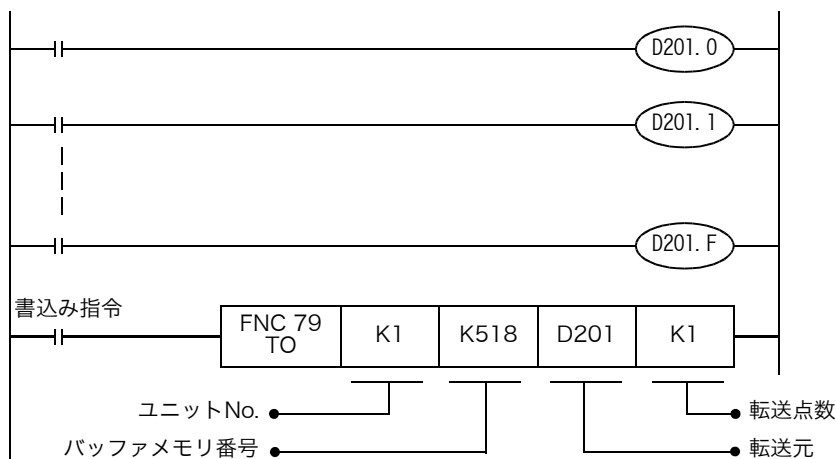 D201. 0
D201. 1
D201. F
書込み指令
FNC 79
TO
K1
K518
D201
K1
ユニットNo.
転送点数
バッファメモリ番号
転送元